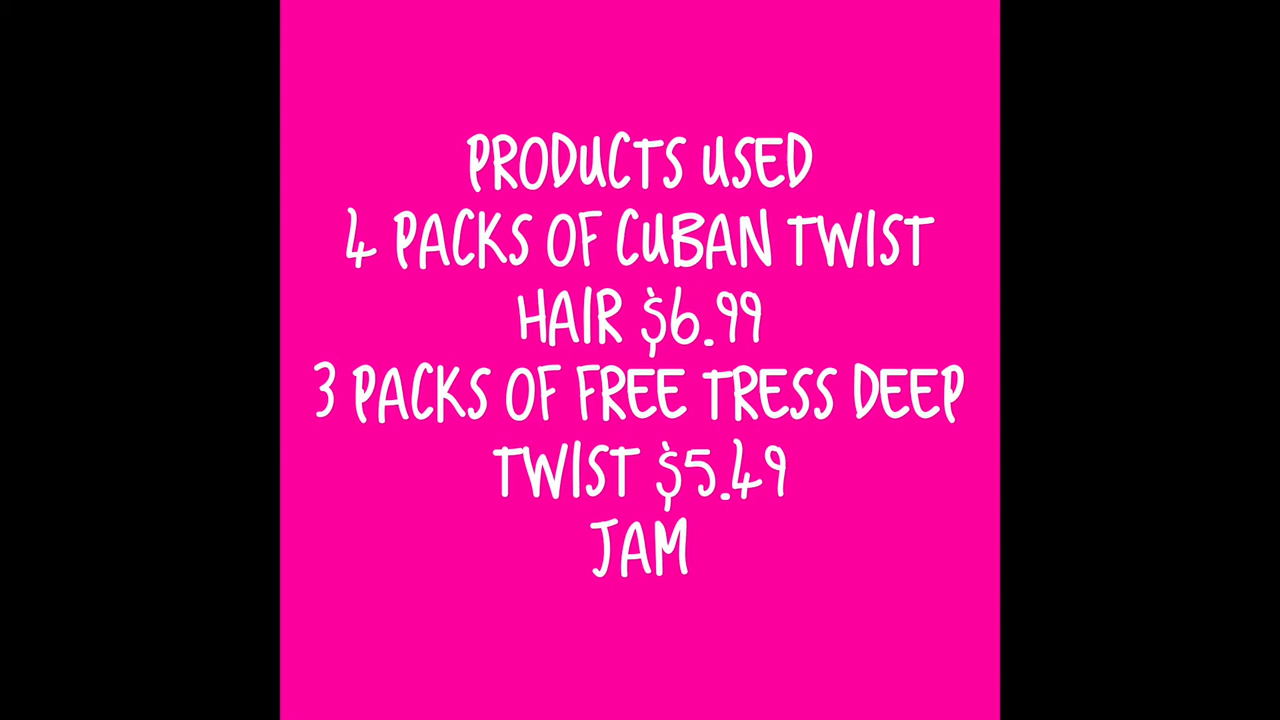 PRODUCTS USED
4 PACKS OF CUBAN TWIST
HAIR $6.99
3 PACKS OF FREE TRESS DEEP
TWIST $5.49
JAM